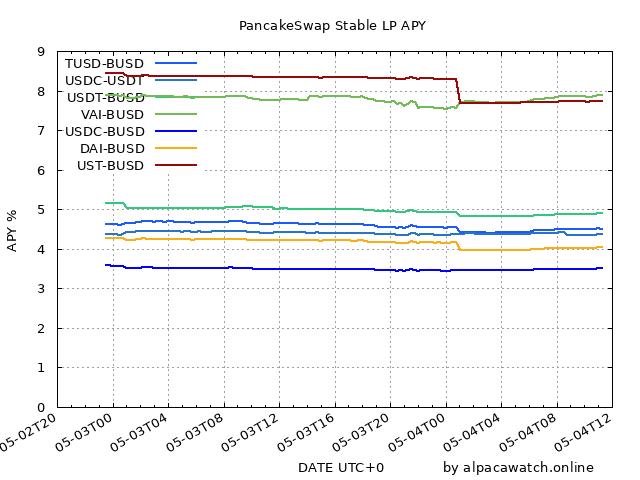 PancakeSwap Stable LP APY
9
8
7
6
5
4
3
2
1
0
APY %
TUSD-BUSD
USDC-USDT
USDT-BUSD
VAI-BUSD
USDC-BUSD
DAI-BUSD
UST-BUSD
05-02T20
05-03T00
05-03T04
05-03T08
05-03T12
05-03T16
05-03T20
05-04T00
05-04T04
05-04T08
05-04T12
DATE UTC+0
by alpacawatch.online